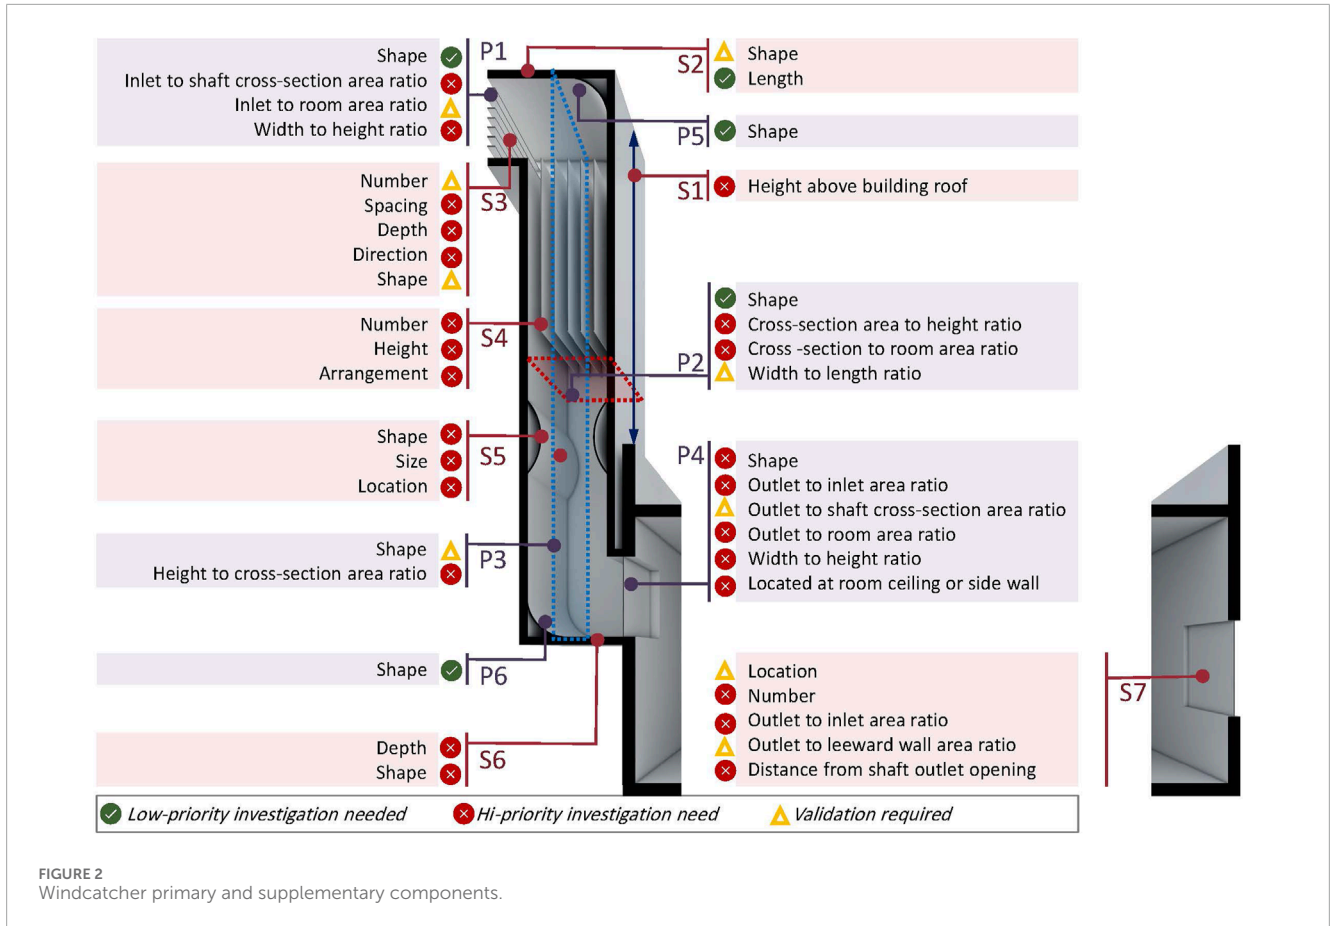 Shape
Inlet to shaft cross-section area ratio
Inlet to room area ratio
Width to height ratio
P1
Number
Spacing
Depth
Direction
Shape
S3
Number
Height
Arrangement
S4
Shape
Size
Location
S5
Shape
Height to cross-section area ratio
P3
Shape
P6
Depth
Shape
S6
S2
Shape
Length
P5
Shape
S1
Height above building roof
P2
Shape
Cross-section area to height ratio
Cross -section to room area ratio
Width to length ratio
P4
Shape
Outlet to inlet area ratio
Outlet to shaft cross-section area ratio
Outlet to room area ratio
Width to height ratio
Located at room ceiling or side wall
Location
Number
Outlet to inlet area ratio
Outlet to leeward wall area ratio
Distance from shaft outlet opening
S7
Low-priority investigation needed
Hi-priority investigation need
Validation required
FIGURE 2
Windcatcher primary and supplementary components.